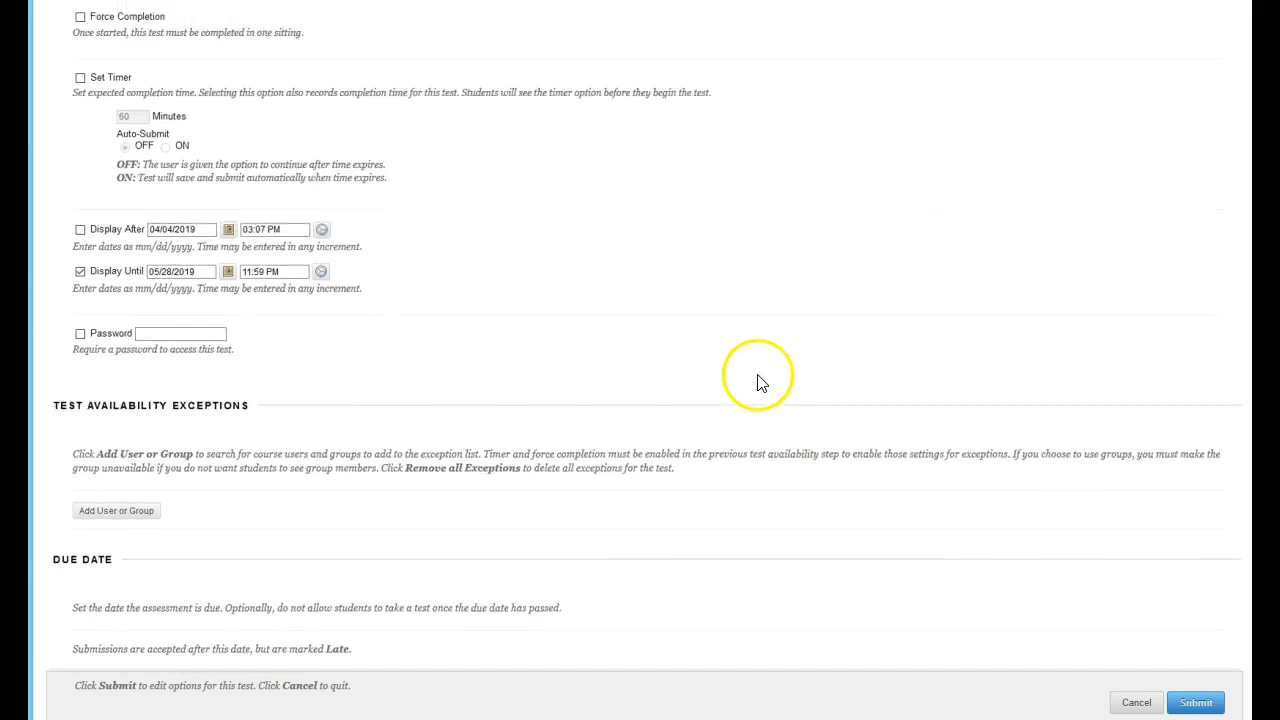 Force Completion
Once started, this test must be completed in one sitting.
Set Timer
Set expected completion time. Selecting this option also records completion time for this test. Students will see the timer option before they begin the test.
60 Minutes
Auto-Submit
OFF ON
OFF: The user is given the option to continue after time expires.
ON: Test will save and submit automatically when time expires.
Display After 04/04/2019 03:07 PM
Enter dates as mm/dd/yyyy. Time may be entered in any increment.
Display Until 05/28/2019 11:59 PM
Enter dates as mm/dd/yyyy. Time may be entered in any increment.
Password
Require a password to access this test.
TEST AVAILABILITY EXCEPTIONS
Click Add User or Group to search for course users and groups to add to the exception list. Timer and force completion must be enabled in the previous test availability step to enable those settings for exceptions. If you choose to use groups, you must make the
group unavailable if you do not want students to see group members. Click Remove all Exceptions to delete all exceptions for the test.
Add User or Group
DUE DATE
Set the date the assessment is due. Optionally, do not allow students to take a test once the due date has passed.
Submissions are accepted after this date, but are marked Late.
Click Submit to edit options for this test. Click Cancel to quit.
Cancel Submit